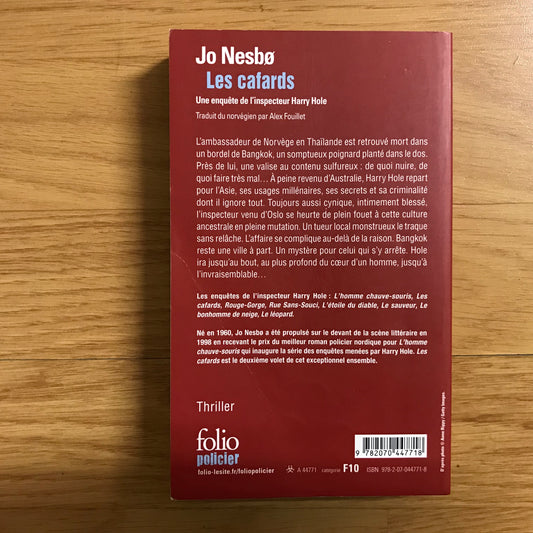 Jo Nesbø
Les cafards
Une enquête de l'inspecteur Harry Hole
Traduit du norvégien par Alex Fouillet
L'ambassadeur de Norvège en Thaïlande est retrouvé mort dans
un bordel de Bangkok, un somptueux poignard planté dans le dos.
Près de lui, une valise au contenu sulfureux : de quoi nuire, de
quoi faire très mal... À peine revenu d'Australie, Harry Hole repart
pour l'Asie, ses usages millénaires, ses secrets et sa criminalité
dont il ignore tout. Toujours aussi cynique, intimement blessé,
l'inspecteur venu d'Oslo se heurte de plein fouet à cette culture
ancestrale en pleine mutation. Un tueur local monstrueux le traque
sans relâche. L'affaire se complique au-delà de la raison. Bangkok
reste une ville à part. Un mystère pour celui qui s'y arrête. Hole
ira jusqu'au bout, au plus profond du cœur d'un homme, jusqu'à
l'invraisemblable...
Les enquêtes de l'inspecteur Harry Hole : L'homme chauve-souris, Les
cafards, Rouge-Gorge, Rue Sans-Souci, L'étoile du diable, Le sauveur, Le
bonhomme de neige, Le léopard.
Né en 1960, Jo Nesbø a été propulsé sur le devant de la scène littéraire en
1998 en recevant le prix du meilleur roman policier nordique pour L'homme
chauve-souris qui inaugure la série des enquêtes menées par Harry Hole. Les
cafards est le deuxième volet de cet exceptionnel ensemble.
Thriller
folio
policier
folio-lesite.fr/foliopolicier
9 782070 447718
A 44771 catégorie F10 ISBN 978-2-07-044771-8
D'après photo © Anna Rippy / Getty Images.